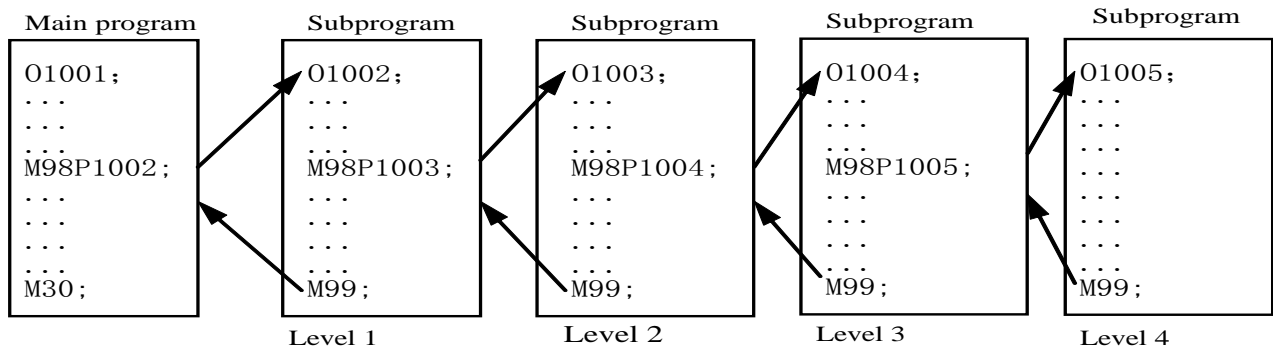 Main program
O1001;
...
...
M98P1002;
...
...
...
...
M30;
Subprogram
O1002;
...
...
M98P1003;
...
...
...
...
M99;
Level 1
Subprogram
O1003;
...
...
M98P1004;
...
...
...
...
M99;
Level 2
Subprogram
O1004;
...
...
M98P1005;
...
...
...
...
M99;
Level 3
Subprogram
O1005;
...
...
...
...
...
...
...
M99;
Level 4